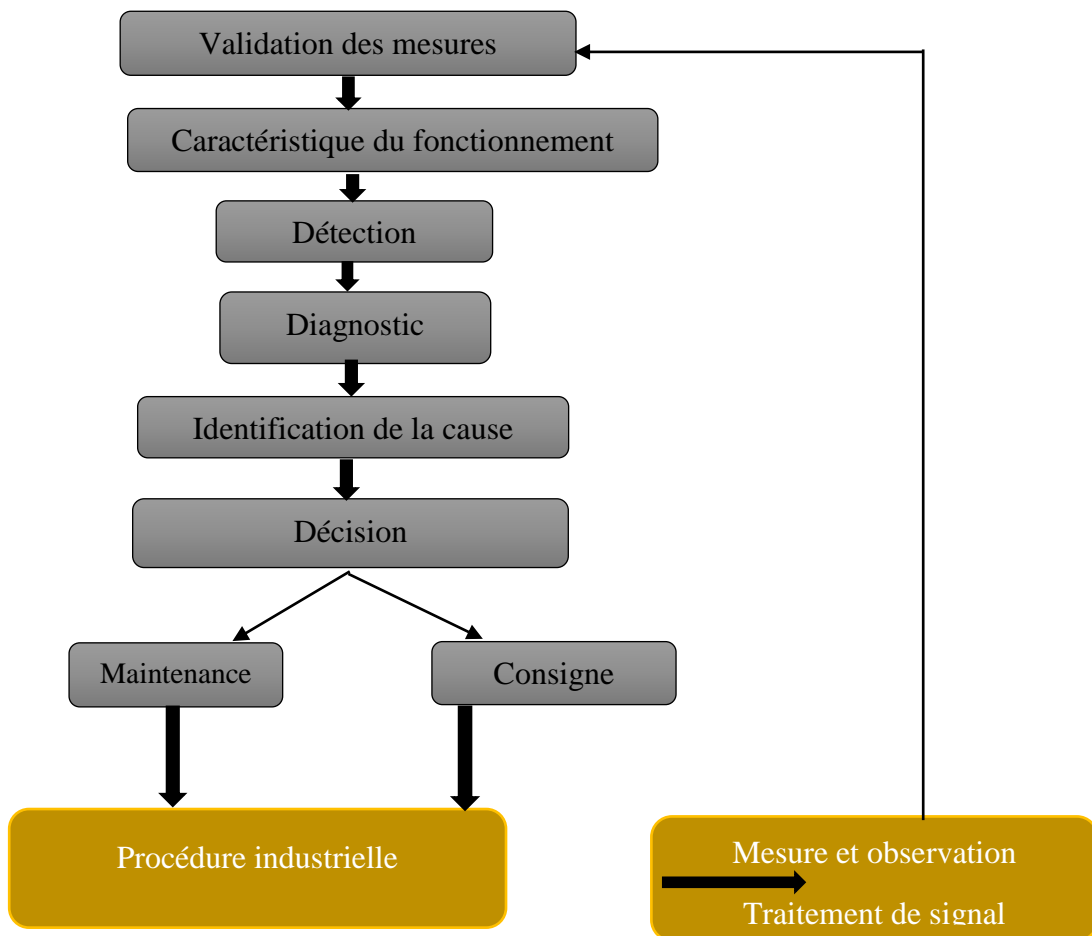 Validation des mesures
Caractéristique du fonctionnement
Détection
Diagnostic
Identification de la cause
Décision
Maintenance
Consigne
Procédure industrielle
Mesure et observation
Traitement de signal